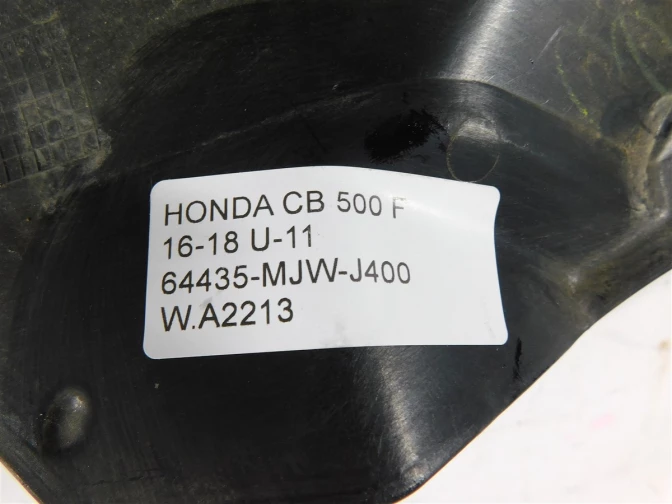 HONDA CB 500 F
16-18 U-11
64435-MJW-J400
W.A2213